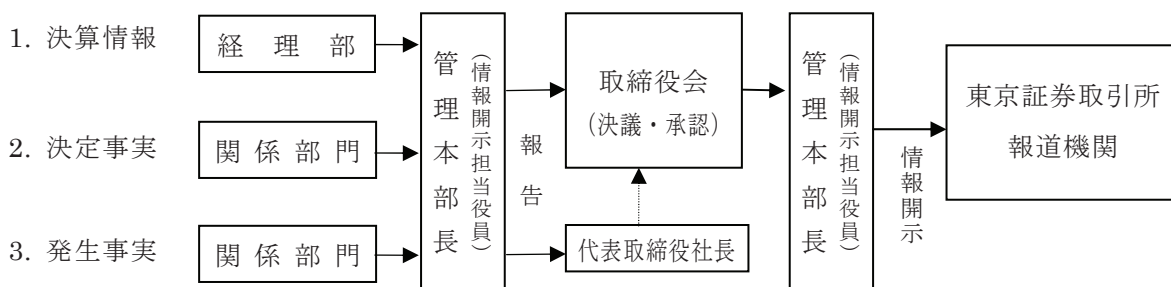 1. 決算情報
経理部
2. 決定事実
関係部門
3. 発生事実
関係部門
管理本部長
（情報開示担当役員）
報告
取締役会
（決議・承認）
代表取締役社長
管理本部長
（情報開示担当役員）
情報開示
東京証券取引所
報道機関